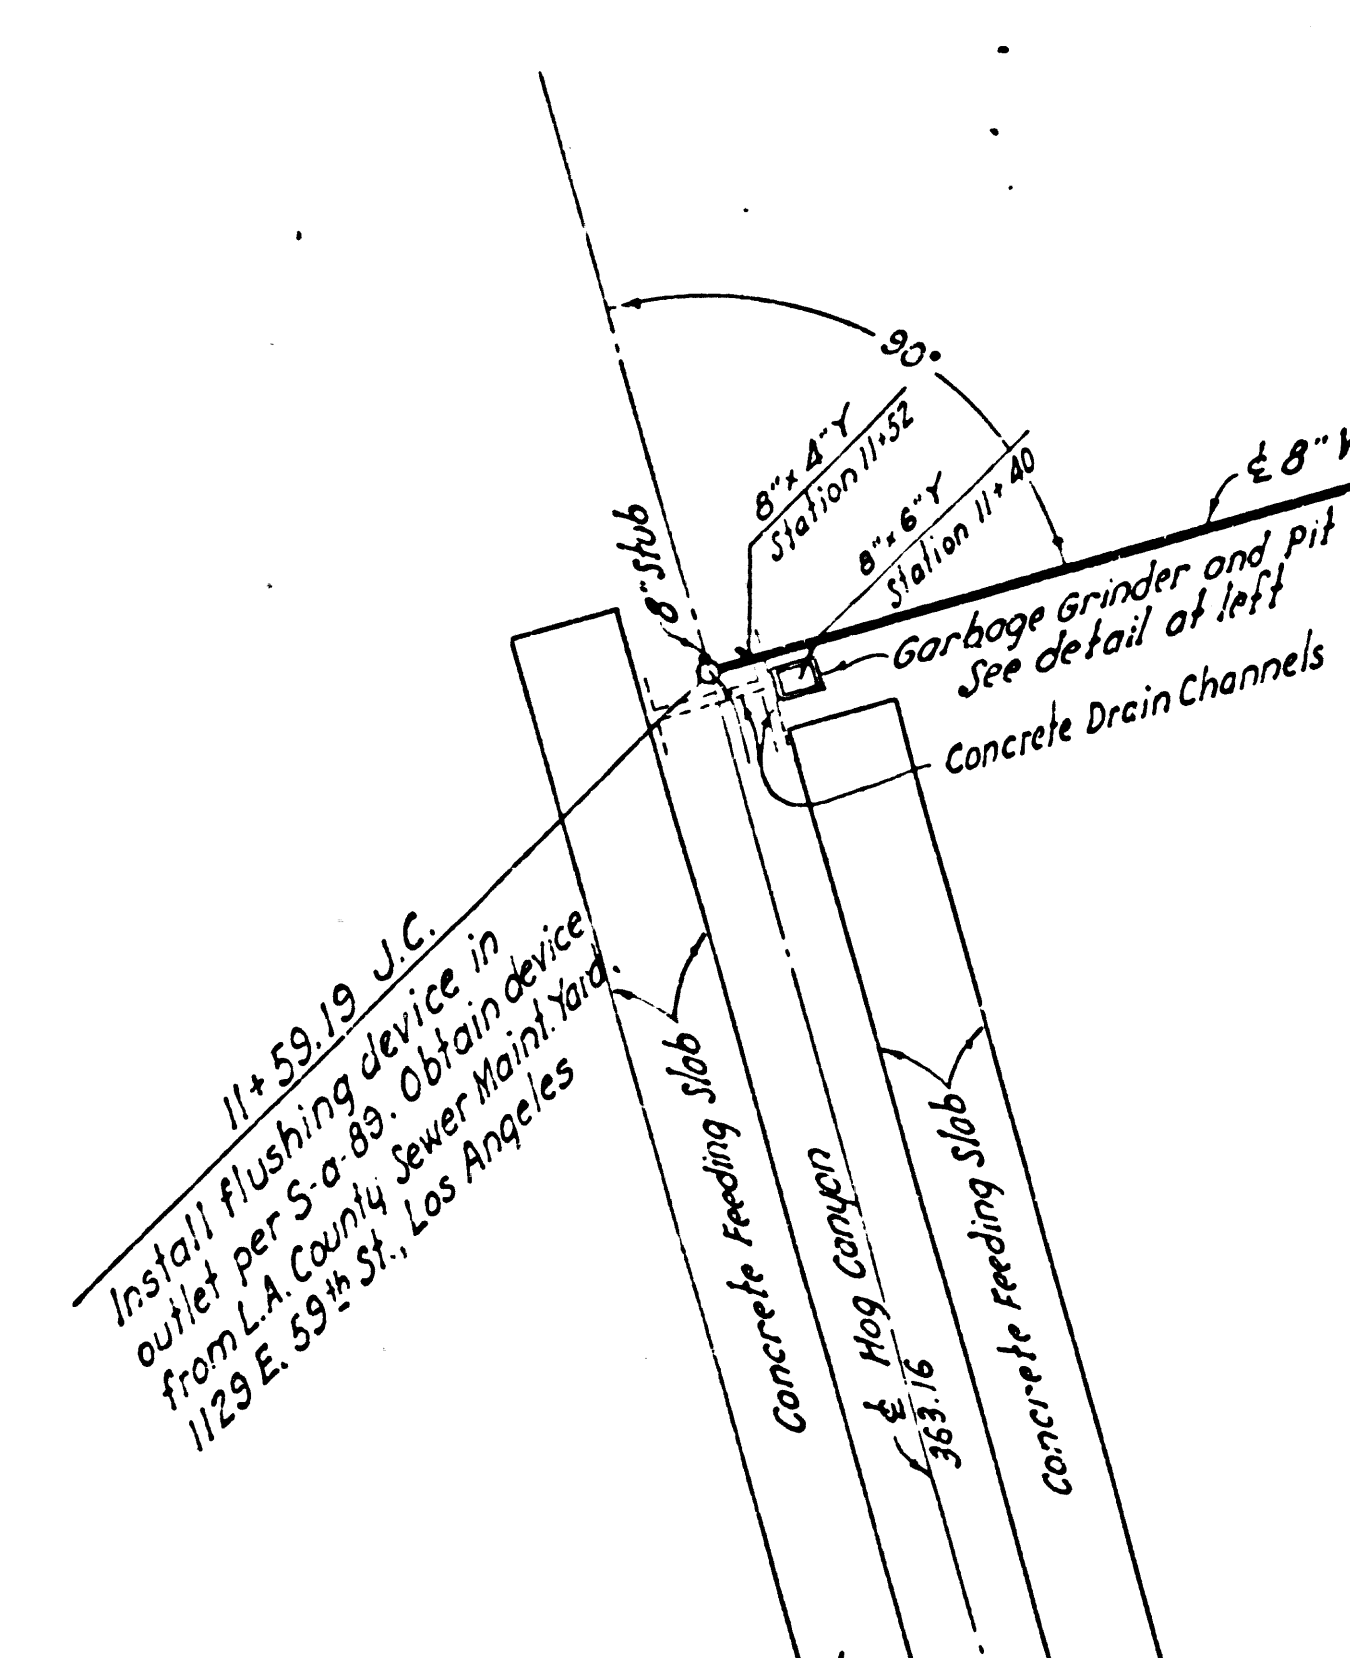 90°
8" x 4" Y
Station 11+52
8" x 6" Y
Station 11+40
8" Stub
℄ 8"
Garbage Grinder and Pit
See detail at left
Concrete Drain Channels
11+59.19 J.C.
Install flushing device in
outlet per S-a-89. Obtain device
from L.A. County Sewer Maint. Yard.
1129 E. 59th St., Los Angeles
Concrete Feeding Slab
℄ Hog Canyon
363.16
Concrete Feeding Slab